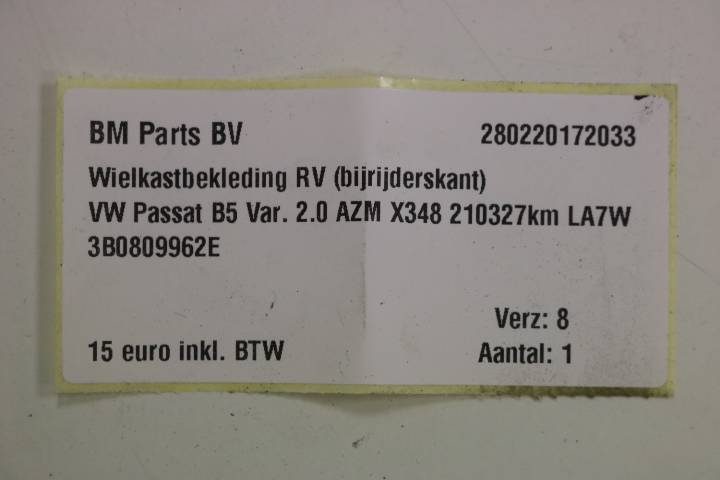 BM Parts BV 280220172033
Wielkastbekleding RV (bijrijderskant)
VW Passat B5 Var. 2.0 AZM X348 210327km LA7W
3B0809962E
Verz: 8
15 euro inkl. BTW Aantal: 1